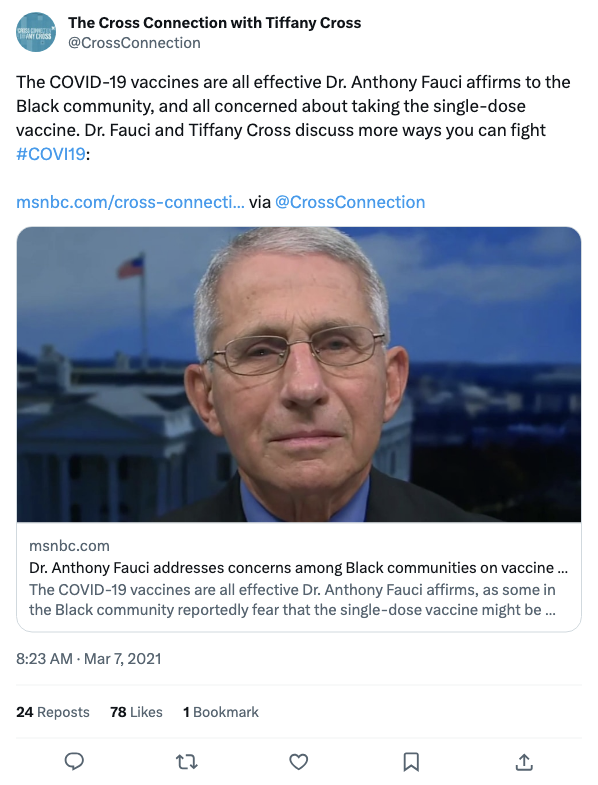 The Cross Connection with Tiffany Cross
@CrossConnection
The COVID-19 vaccines are all effective Dr. Anthony Fauci affirms to the
Black community, and all concerned about taking the single-dose
vaccine. Dr. Fauci and Tiffany Cross discuss more ways you can fight
#COVI19:
msnbc.com/cross-connecti... via @CrossConnection
msnbc.com
Dr. Anthony Fauci addresses concerns among Black communities on vaccine ...
The COVID-19 vaccines are all effective Dr. Anthony Fauci affirms, as some in
the Black community reportedly fear that the single-dose vaccine might be ...
8:23 AM · Mar 7, 2021
24 Reposts 78 Likes 1 Bookmark